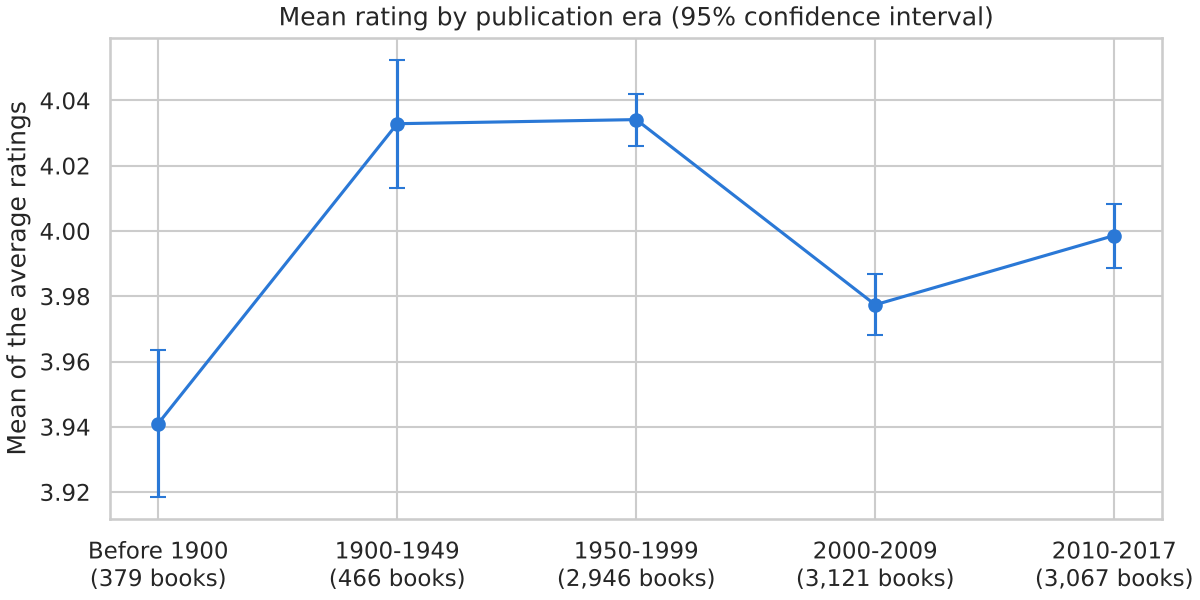 Mean rating by publication era (95% confidence interval)
Mean of the average ratings
4.04
4.02
4.00
3.98
3.96
3.94
3.92
Before 1900
(379 books)
1900-1949
(466 books)
1950-1999
(2,946 books)
2000-2009
(3,121 books)
2010-2017
(3,067 books)